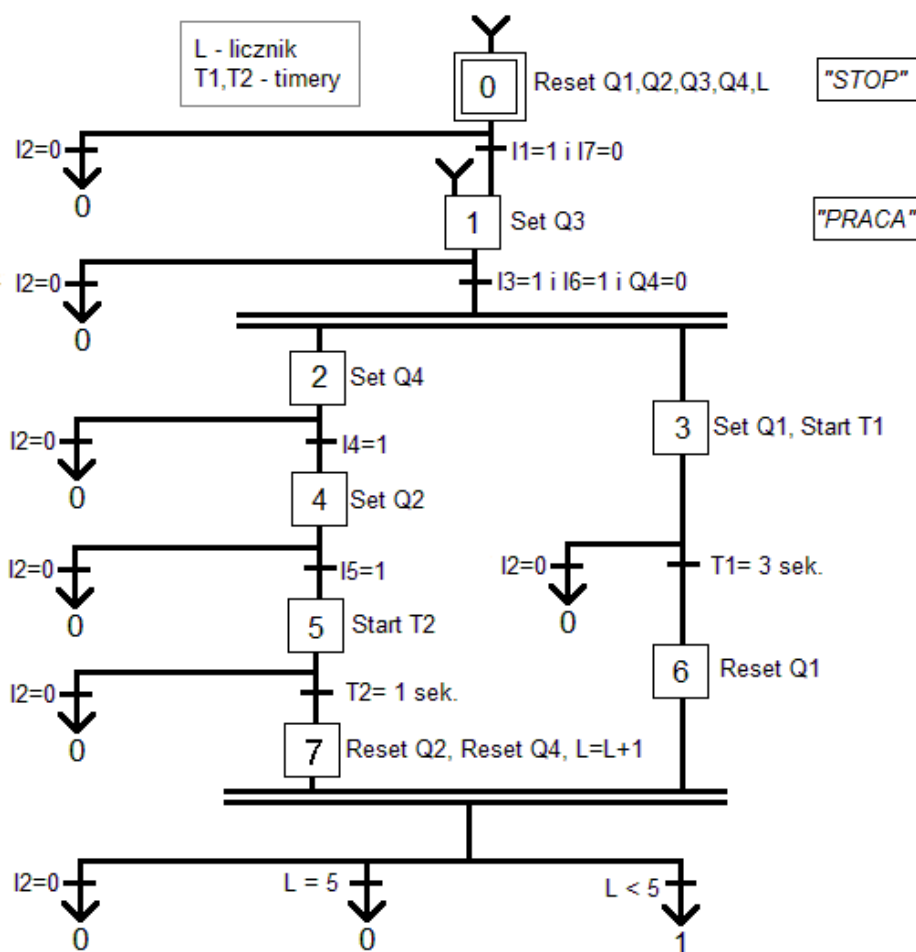 L - licznik
T1,T2 - timery
0
Reset Q1,Q2,Q3,Q4,L
"STOP"
I2=0
I1=1 i I7=0
0
1
Set Q3
"PRACA"
I2=0
I3=1 i I6=1 i Q4=0
0
2
Set Q4
3
Set Q1, Start T1
I2=0
I4=1
0
4
Set Q2
I2=0
I5=1
I2=0
T1= 3 sek.
0
0
5
Start T2
6
Reset Q1
I2=0
T2= 1 sek.
0
7
Reset Q2, Reset Q4, L=L+1
I2=0
L = 5
L < 5
0
0
1